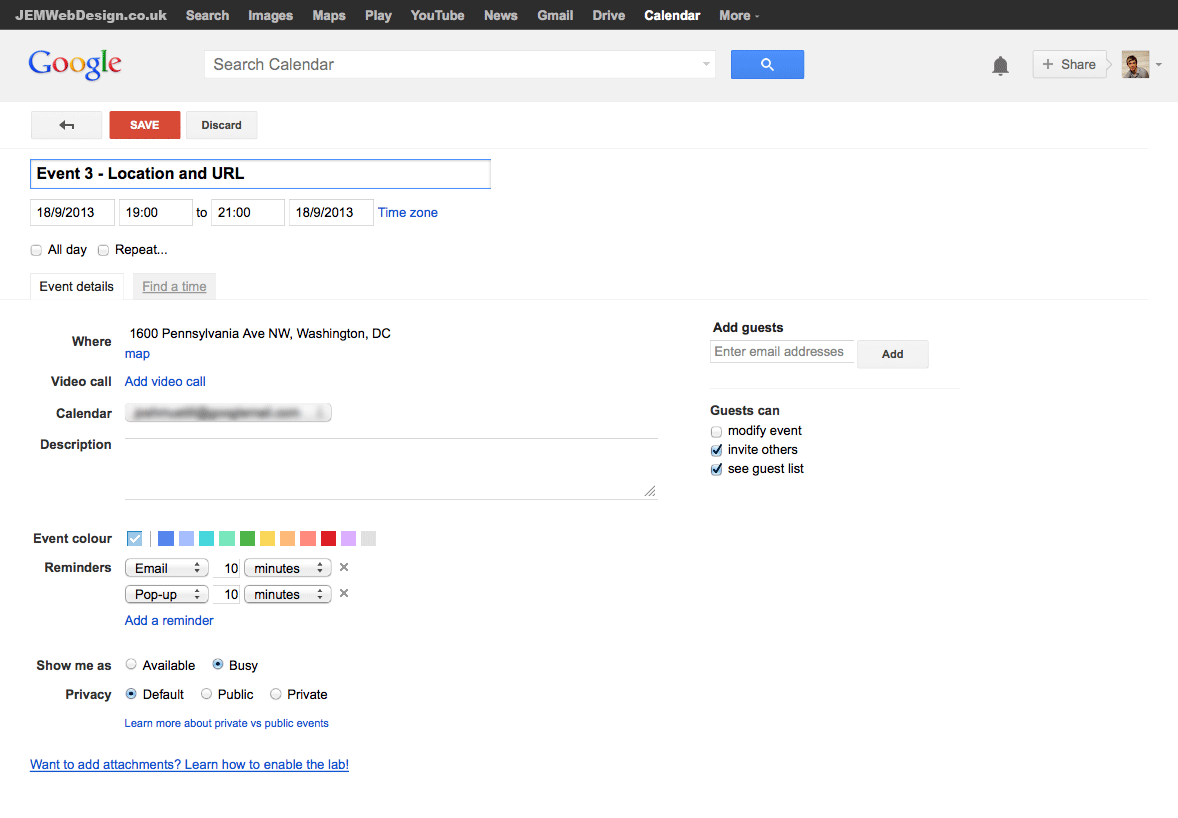 JEMWebDesign.co.uk Search Images Maps Play YouTube News Gmail Drive Calendar More
Google Search Calendar + Share
SAVE Discard
Event 3 - Location and URL
18/9/2013 19:00 to 21:00 18/9/2013 Time zone
All day Repeat...
Event details Find a time
Where 1600 Pennsylvania Ave NW, Washington, DC
map
Video call Add video call
Calendar
Description
Event colour
Reminders Email 10 minutes
Pop-up 10 minutes
Add a reminder
Show me as Available Busy
Privacy Default Public Private
Learn more about private vs public events
Want to add attachments? Learn how to enable the lab!
Add guests
Enter email addresses Add
Guests can
modify event
invite others
see guest list